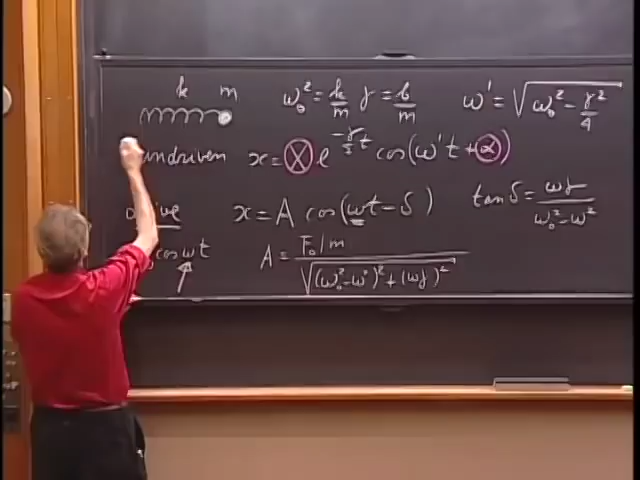 k m ω₀² = k/m γ = b/m ω' = √(ω₀² - γ²/4)
undriven x = X e^(-γ/2 t) cos(ω't + α)
x = A cos(ωt - δ) tan δ = ωγ/(ω₀² - ω²)
cos ωt A = F₀/m / √((ω₀² - ω²)² + (ωγ)²)